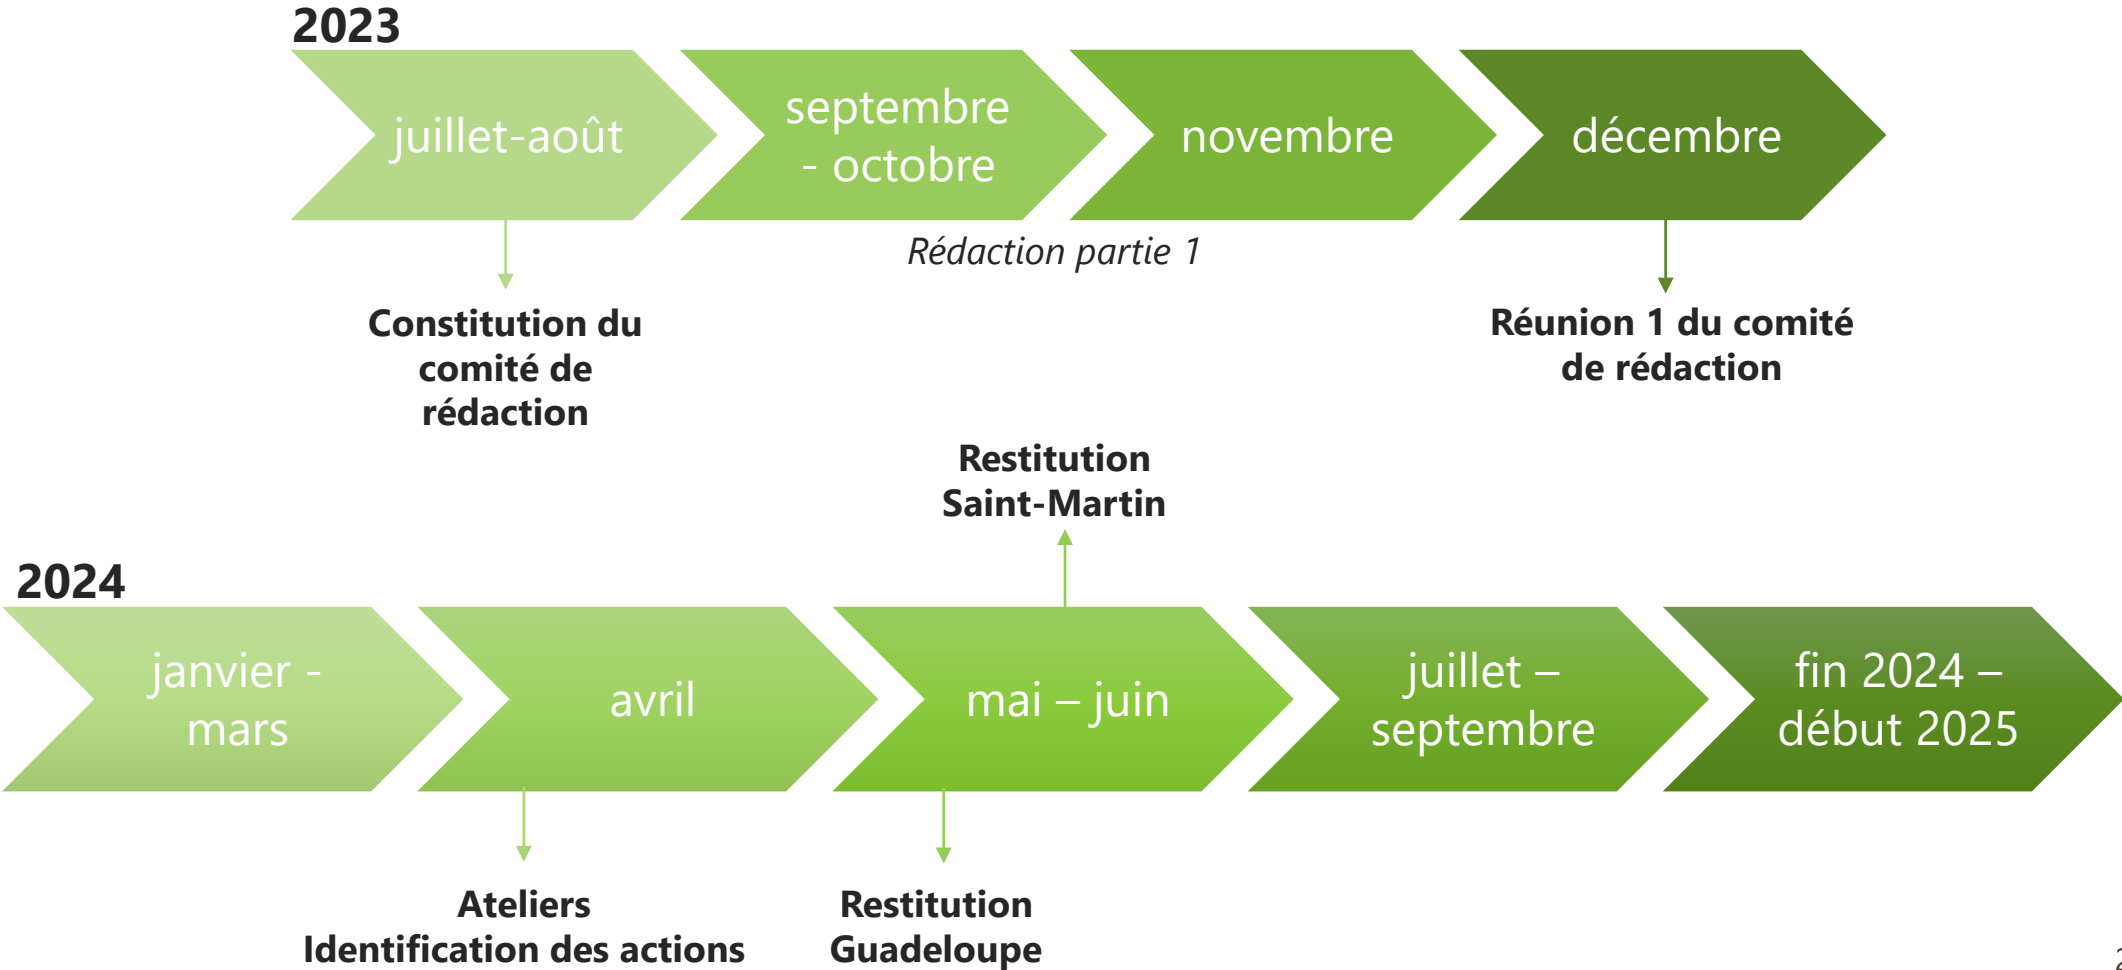 2023
juillet-août
septembre
- octobre
novembre
décembre
Rédaction partie 1
Constitution du
comité de
rédaction
Réunion 1 du comité
de rédaction
Restitution
Saint-Martin
2024
janvier -
mars
avril
mai – juin
juillet –
septembre
fin 2024 –
début 2025
Ateliers
Identification des actions
Restitution
Guadeloupe